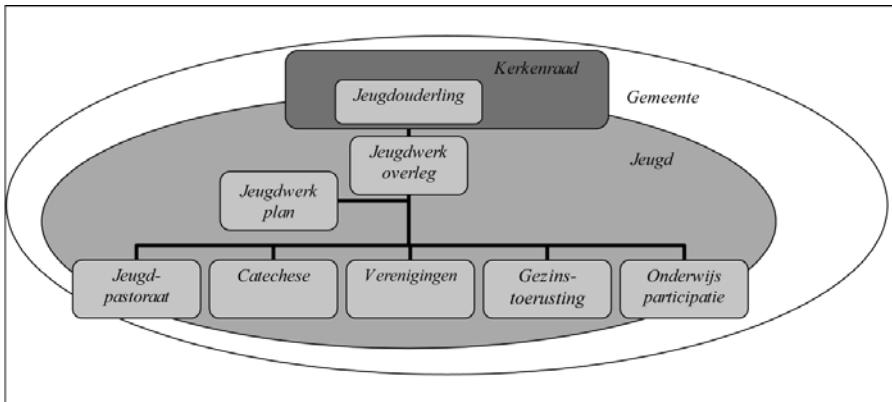 Kerkenraad
Jeugdouderling
Gemeente
Jeugdwerk
overleg
Jeugd
Jeugdwerk
plan
Jeugd-
pastoraat
Catechese
Verenigingen
Gezins-
toerusting
Onderwijs
participatie